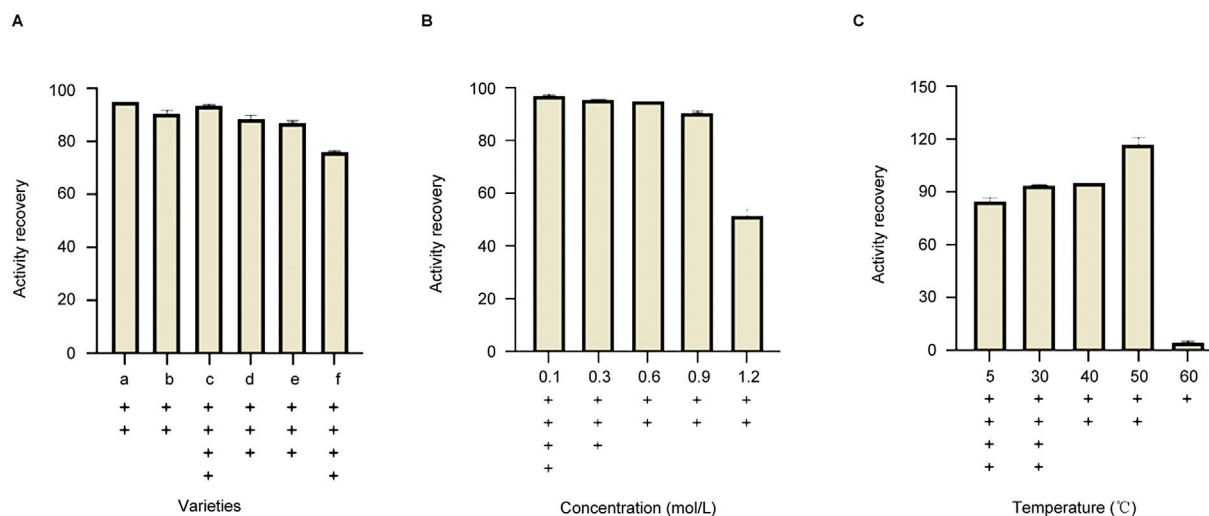 A
100
80
60
40
20
0
Activity recovery
a b c d e f
+ + + + + +
+ + + + + +
+ + + +
+ +
Varieties
B
100
80
60
40
20
0
Activity recovery
0.1 0.3 0.6 0.9 1.2
+ + + + +
+ + + + +
+ +
+
Concentration (mol/L)
C
150
120
90
60
30
0
Activity recovery
5 30 40 50 60
+ + + + +
+ + + +
+ +
+ +
Temperature (℃)